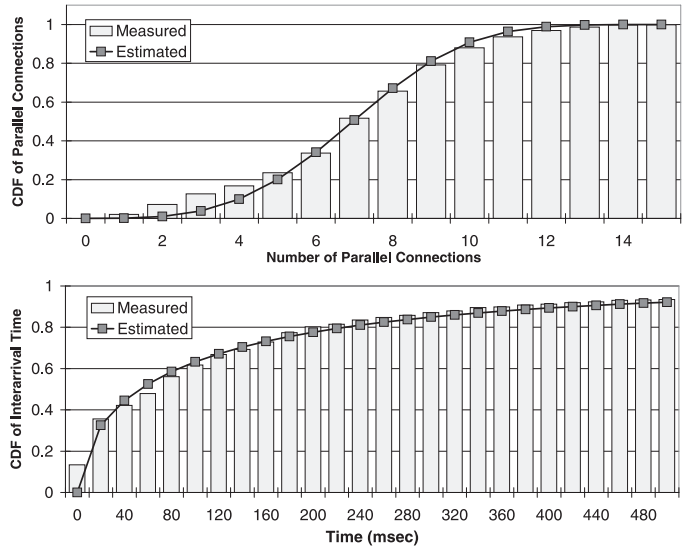 CDF of Parallel Connections
1
0.8
0.6
0.4
0.2
0
Measured
Estimated
0 2 4 6 8 10 12 14
Number of Parallel Connections
CDF of Interarrival Time
1
0.8
0.6
0.4
0.2
0
Measured
Estimated
0 40 80 120 160 200 240 280 320 360 400 440 480
Time (msec)